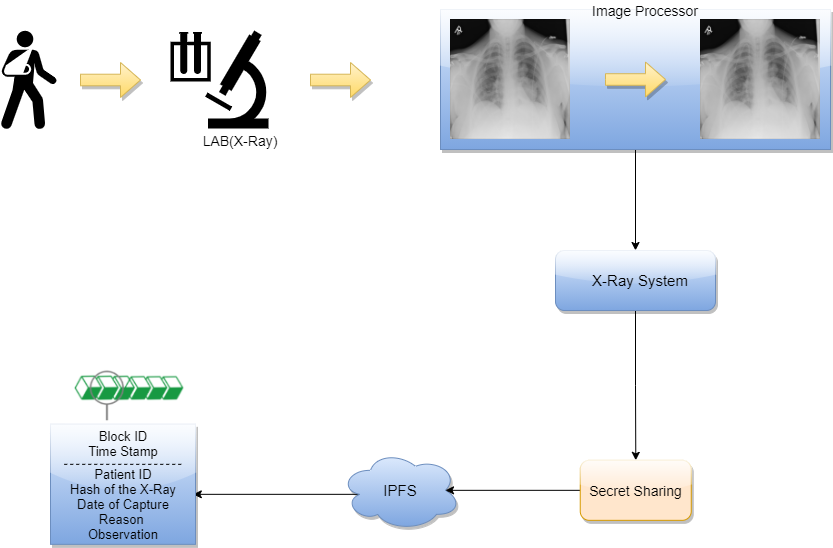 Image Processor
LAB(X-Ray)
X-Ray System
Block ID
Time Stamp
Patient ID
Hash of the X-Ray
Date of Capture
Reason
Observation
IPFS
Secret Sharing